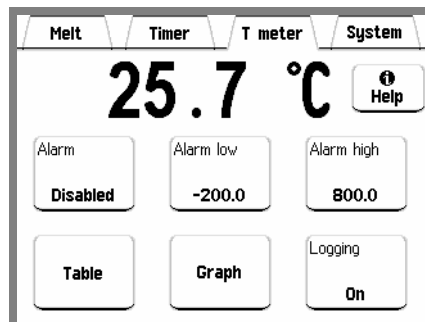 Melt Timer T meter System
25.7 °C
Help
Alarm Alarm low Alarm high
Disabled -200.0 800.0
Logging
Table Graph
On